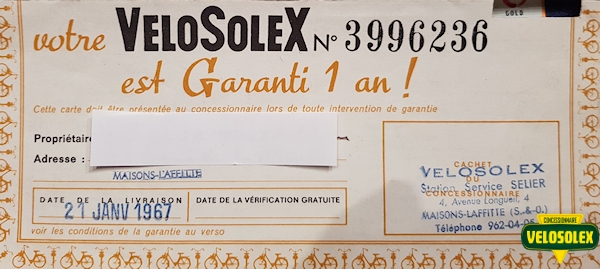 votre VELOSOLEX N° 3996236
est Garanti 1 an !
Cette carte doit être présentée au concessionnaire lors de toute intervention de garantie
Propriétaire
Adresse :
MAISONS-LAFFITTE
DATE DE LA LIVRAISON
21 JANV 1967
DATE DE LA VÉRIFICATION GRATUITE
voir les conditions de la garantie au verso
CACHET
DU
CONCESSIONNAIRE
VELOSOLEX
Station Service SELIER
4, Avenue Longueil, 4
MAISONS-LAFFITTE (S.-&-O.)
Téléphone 962-04-
GOLD
CONCESSIONNAIRE
VELOSOLEX